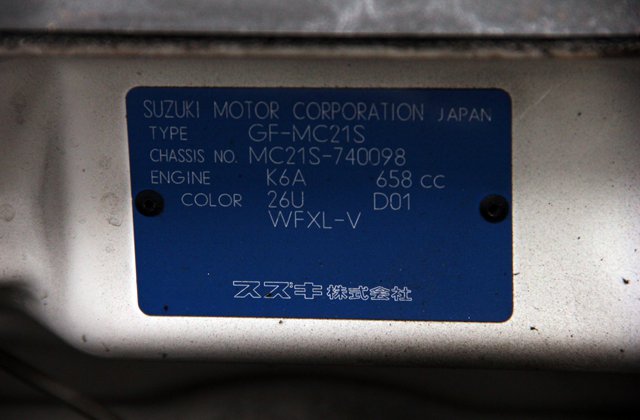 SUZUKI MOTOR CORPORATION JAPAN
TYPE GF-MC21S
CHASSIS NO. MC21S-740098
ENGINE K6A 658 CC
COLOR 26U D01
WFXL-V
スズキ株式会社